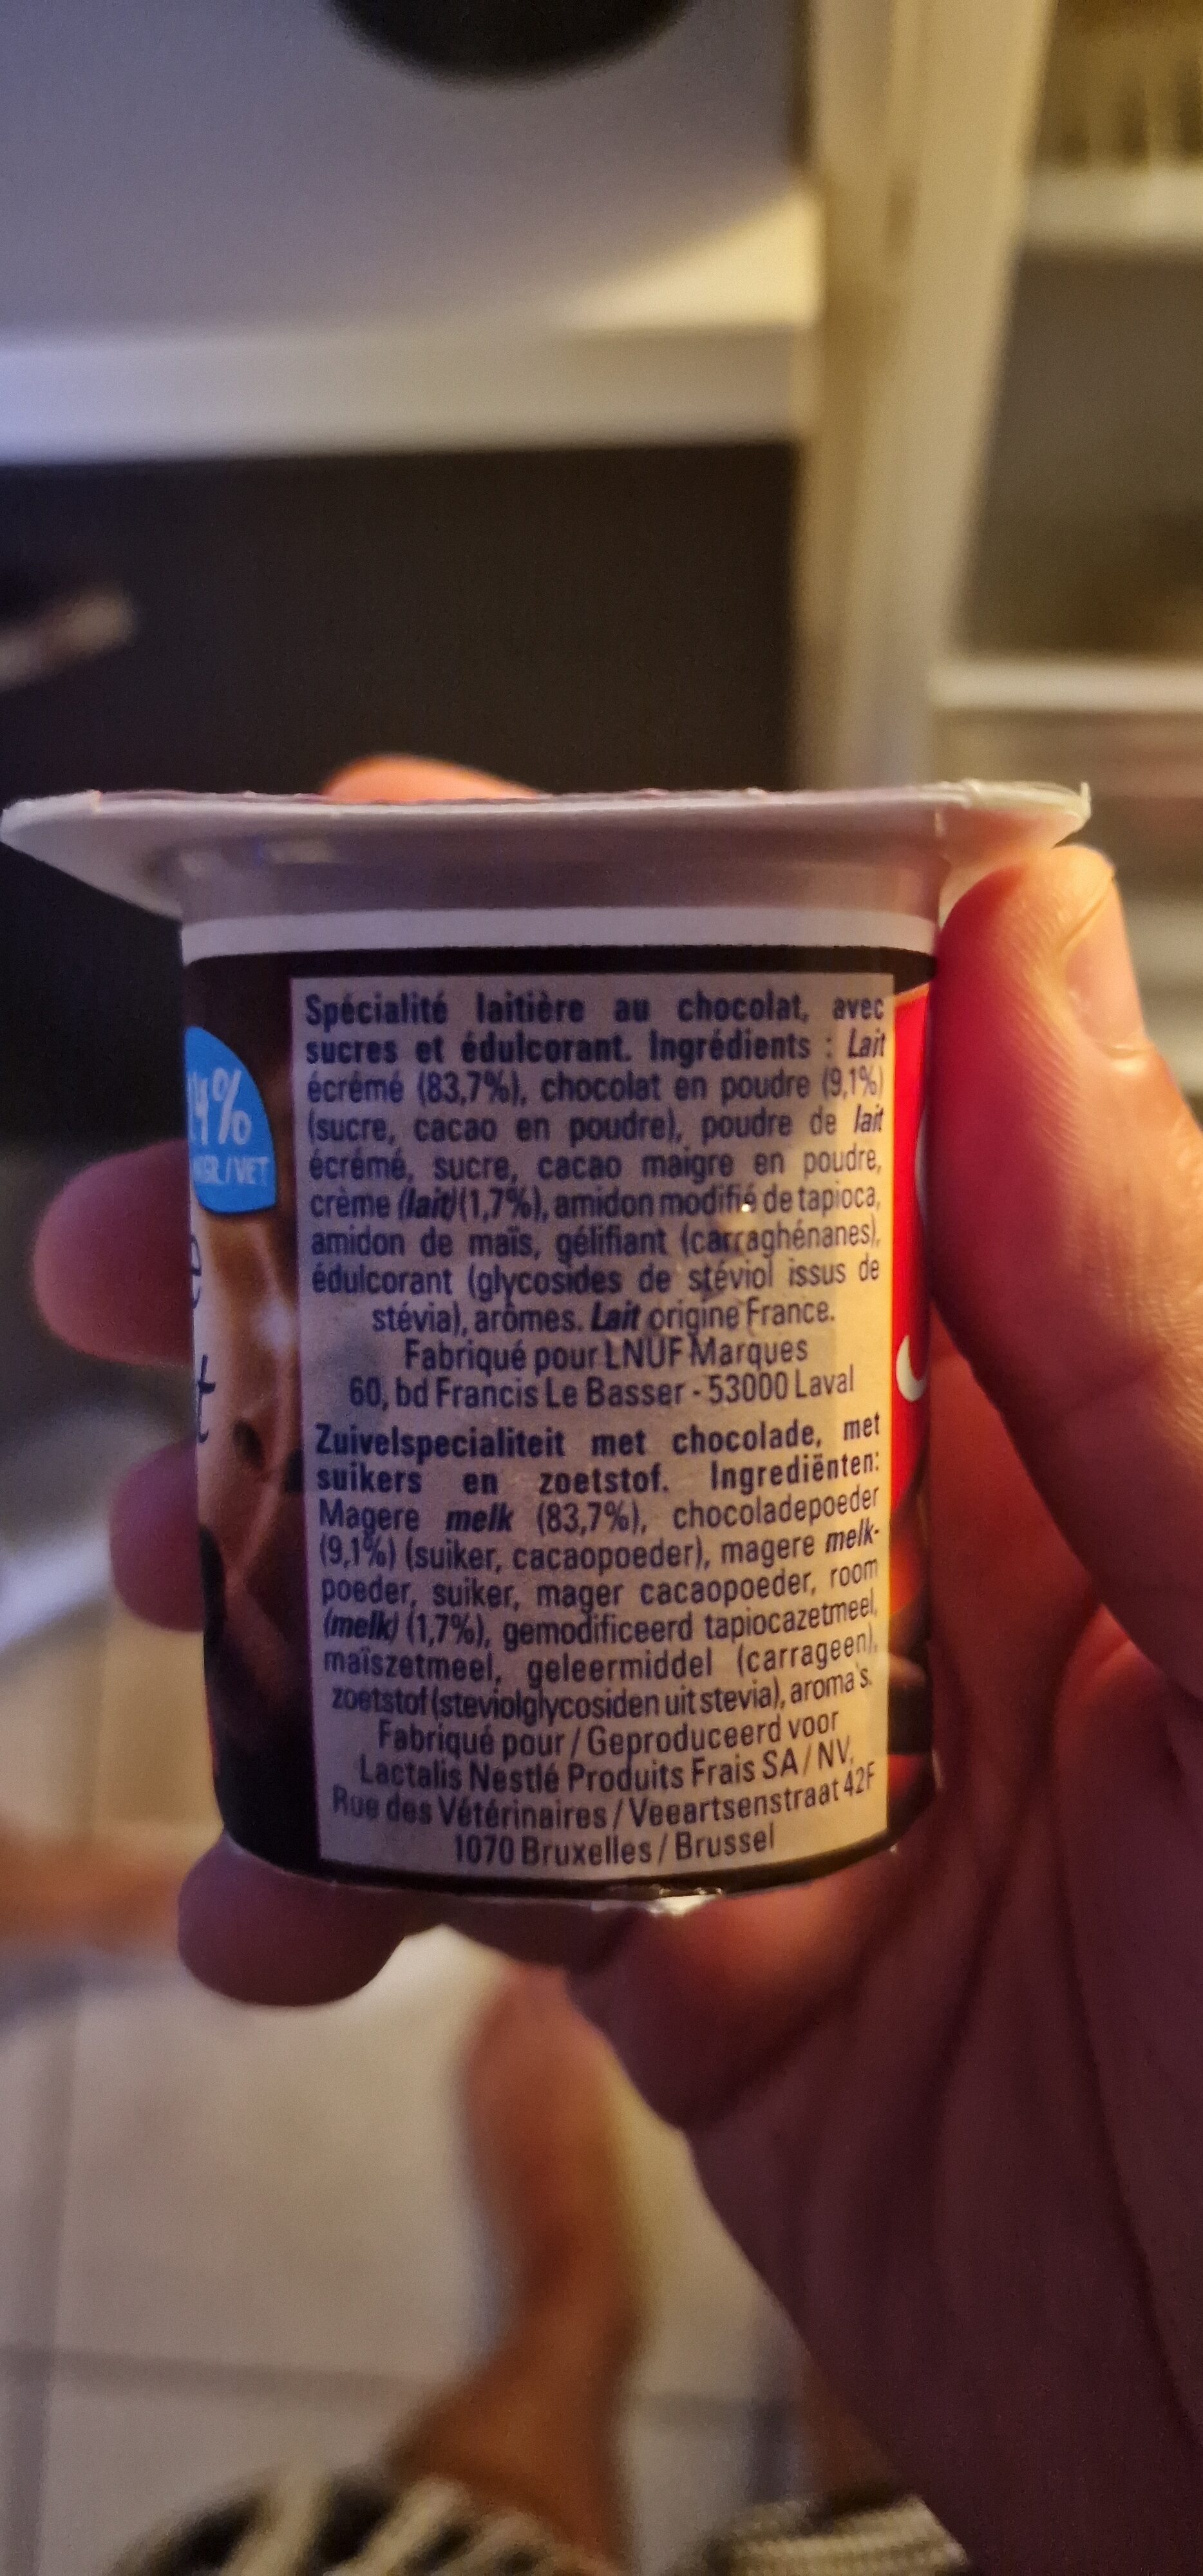 Spécialité laitière au chocolat, avec
sucres et édulcorant. Ingrédients : Lait
écrémé (83,7%), chocolat en poudre (9,1%)
(sucre, cacao en poudre), poudre de lait
écrémé, sucre, cacao maigre en poudre,
crème (lait) (1,7%), amidon modifié de tapioca,
amidon de maïs, gélifiant (carraghénanes),
édulcorant (glycosides de stéviol issus de
stévia), arômes. Lait origine France.
Fabriqué pour LNUF Marques
60, bd Francis Le Basser - 53000 Laval
Zuivelspecialiteit met chocolade, met
suikers en zoetstof. Ingrediënten:
Magere melk (83,7%), chocoladepoeder
(9,1%) (suiker, cacaopoeder), magere melk-
poeder, suiker, mager cacaopoeder, room
(melk) (1,7%), gemodificeerd tapiocazetmeel,
maïszetmeel, geleermiddel (carrageen),
zoetstof (steviolglycosiden uit stevia), aroma's.
Fabriqué pour / Geproduceerd voor
Lactalis Nestlé Produits Frais SA / NV,
Rue des Vétérinaires / Veeartsenstraat 42F
1070 Bruxelles / Brussel
%
/VET
t